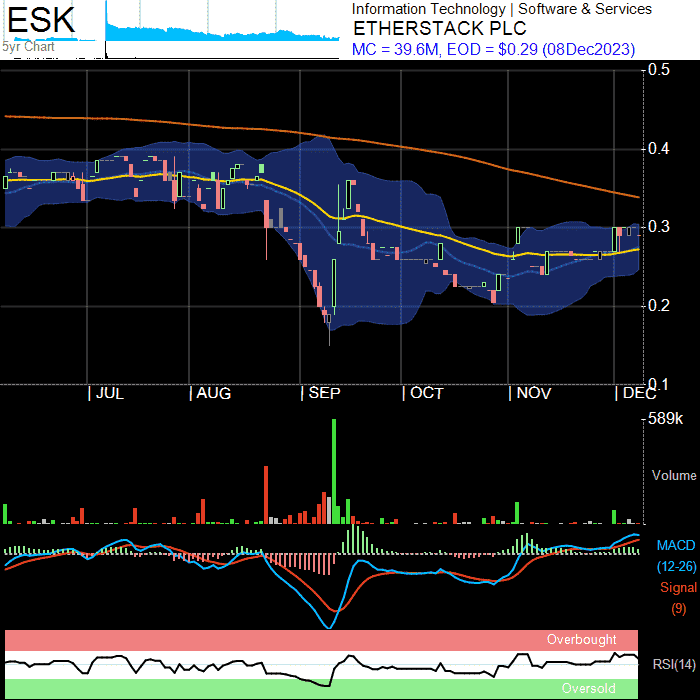 ESK
5yr Chart
Information Technology | Software & Services
ETHERSTACK PLC
MC = 39.6M, EOD = $0.29 (08Dec2023)
0.5
0.4
0.3
0.2
0.1
| JUL | AUG | SEP | OCT | NOV | DEC
589k
Volume
MACD
(12-26)
Signal
(9)
Overbought
RSI(14)
Oversold